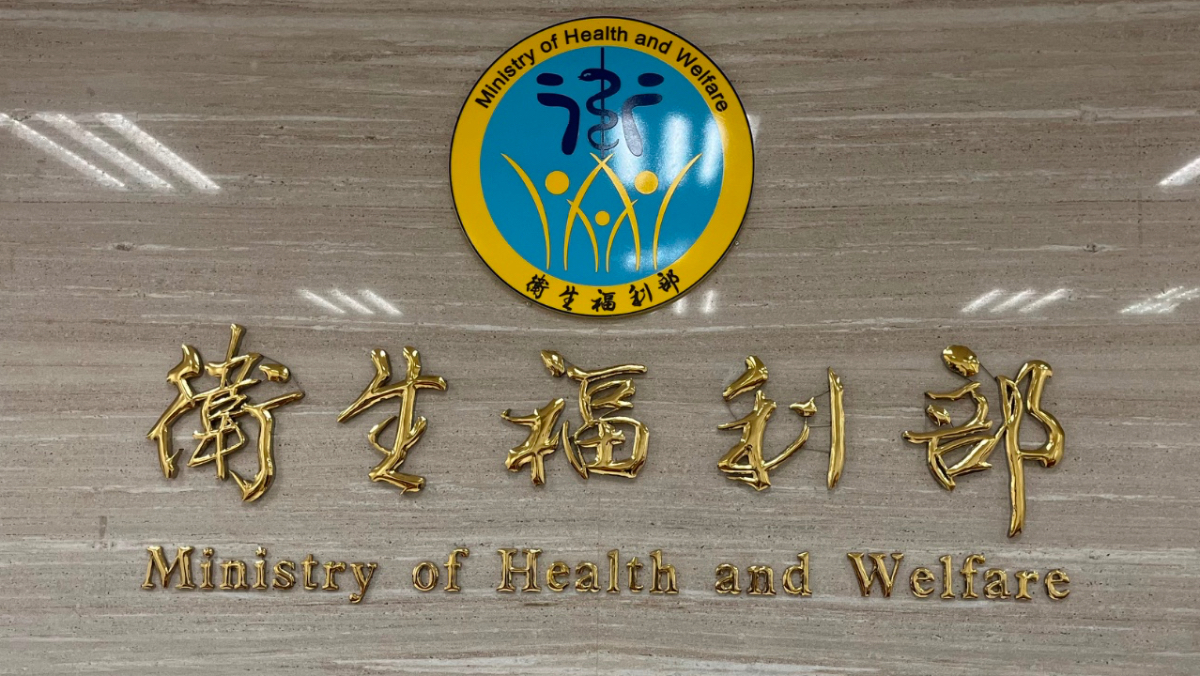 Ministry of Health and Welfare
衛生福利部
衛生福利部
Ministry of Health and Welfare